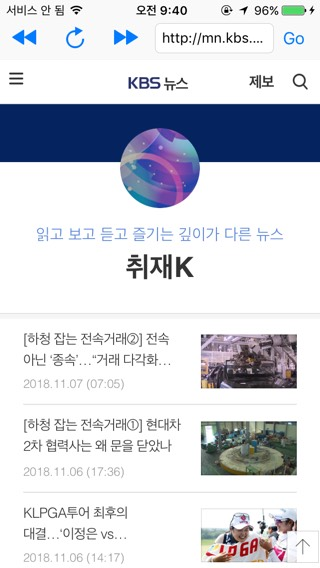 서비스 안 됨 오전 9:40 96%
http://mn.kbs.... Go
KBS 뉴스 제보
읽고 보고 듣고 즐기는 깊이가 다른 뉴스
취재K
[하청 잡는 전속거래②] 전속
아닌 ‘종속’…“거래 다각화…
2018.11.07 (07:05)
[하청 잡는 전속거래①] 현대차
2차 협력사는 왜 문을 닫았나
2018.11.06 (17:36)
KLPGA투어 최후의
대결…‘이정은 vs…
2018.11.06 (14:17)
LPGA